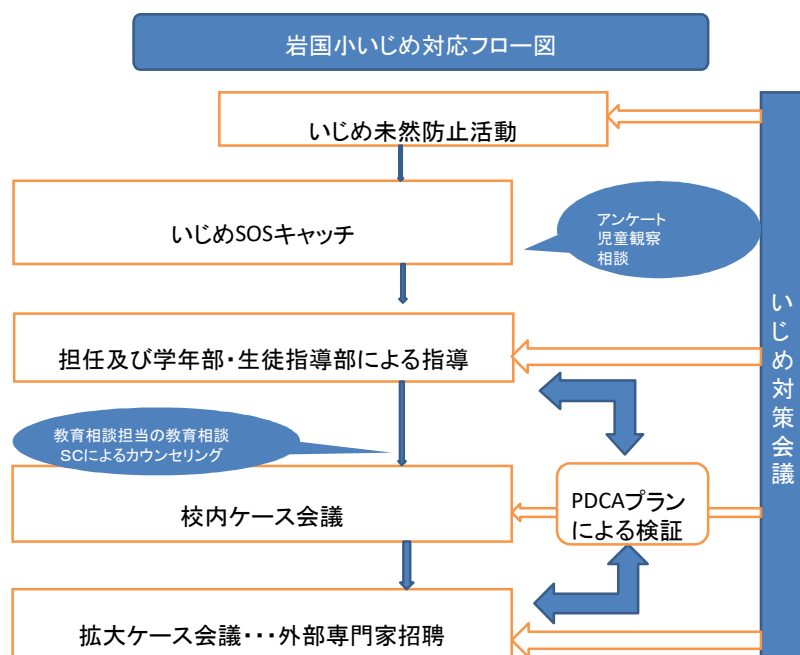 岩国小いじめ対応フロー図
いじめ未然防止活動
いじめSOSキャッチ
アンケート
児童観察
相談
担任及び学年部・生徒指導部による指導
教育相談担当の教育相談
SCによるカウンセリング
校内ケース会議
PDCAプラン
による検証
拡大ケース会議・・・外部専門家招聘
いじめ対策会議